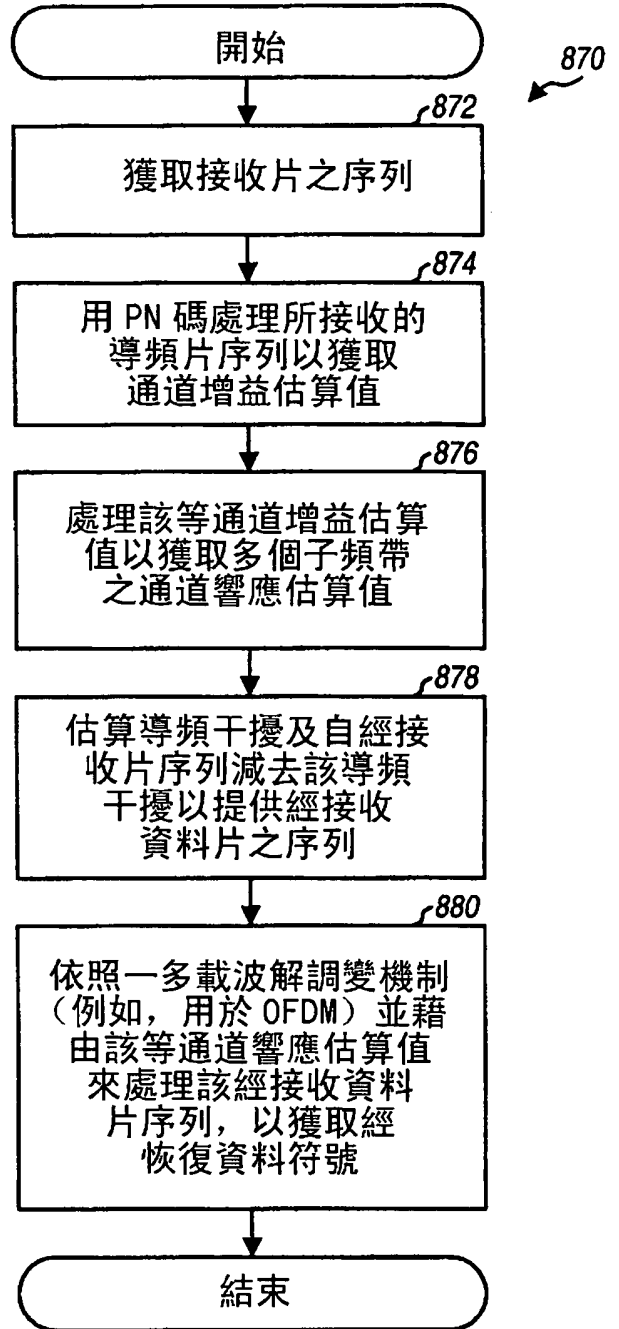 開始
870
872
獲取接收片之序列
874
用 PN 碼處理所接收的
導頻片序列以獲取
通道增益估算值
876
處理該等通道增益估算
值以獲取多個子頻帶
之通道響應估算值
878
估算導頻干擾及自經接
收片序列減去該導頻
干擾以提供經接收
資料片之序列
880
依照一多載波解調變機制
(例如，用於 OFDM) 並藉
由該等通道響應估算值
來處理該經接收資料
片序列，以獲取經
恢復資料符號
結束